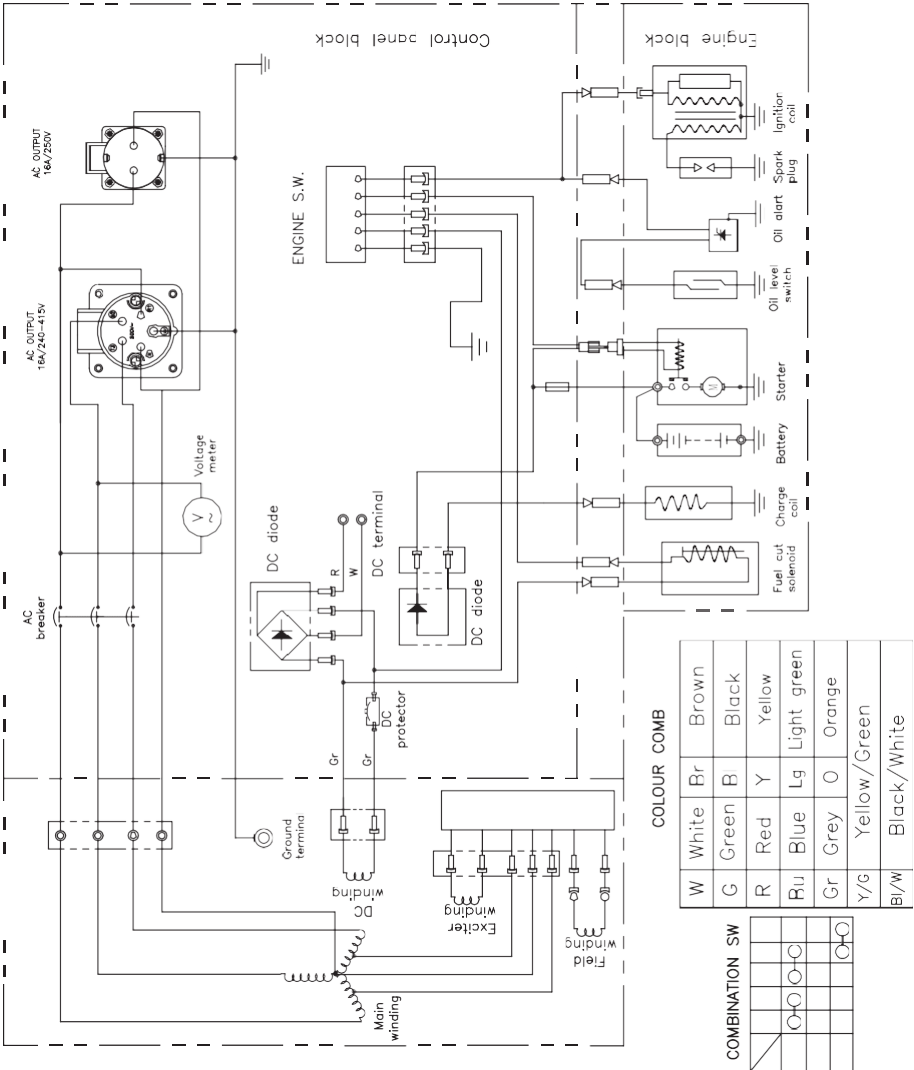 Control panel block
Engine block
AC OUTPUT
16A/250V
AC OUTPUT
16A/240-415V
ENGINE S.W.
Ignition
coil
Spark
plug
Oil alart
Oil level
switch
Starter
M
Battery
Charge
coil
Fuel cut
solenoid
Voltage
meter
V
~
AC
breaker
DC diode
R
W
DC terminal
DC diode
DC
protector
Gr
Gr
Ground
termina
DC
winding
Exciter
winding
Field
winding
Main
winding
COLOUR COMB
W White Br Brown
G Green Bl Black
R Red Y Yellow
Bu Blue Lg Light green
Gr Grey O Orange
Y/G Yellow/Green
Bl/W Black/White
COMBINATION SW